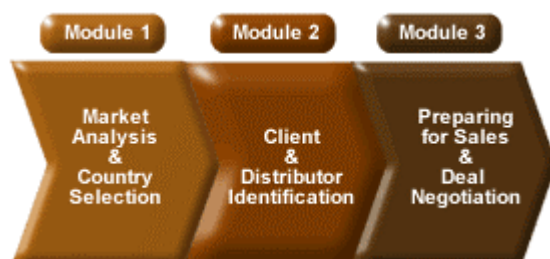 Module 1
Module 2
Module 3
Market
Analysis
&
Country
Selection
Client
&
Distributor
Identification
Preparing
for Sales
&
Deal
Negotiation